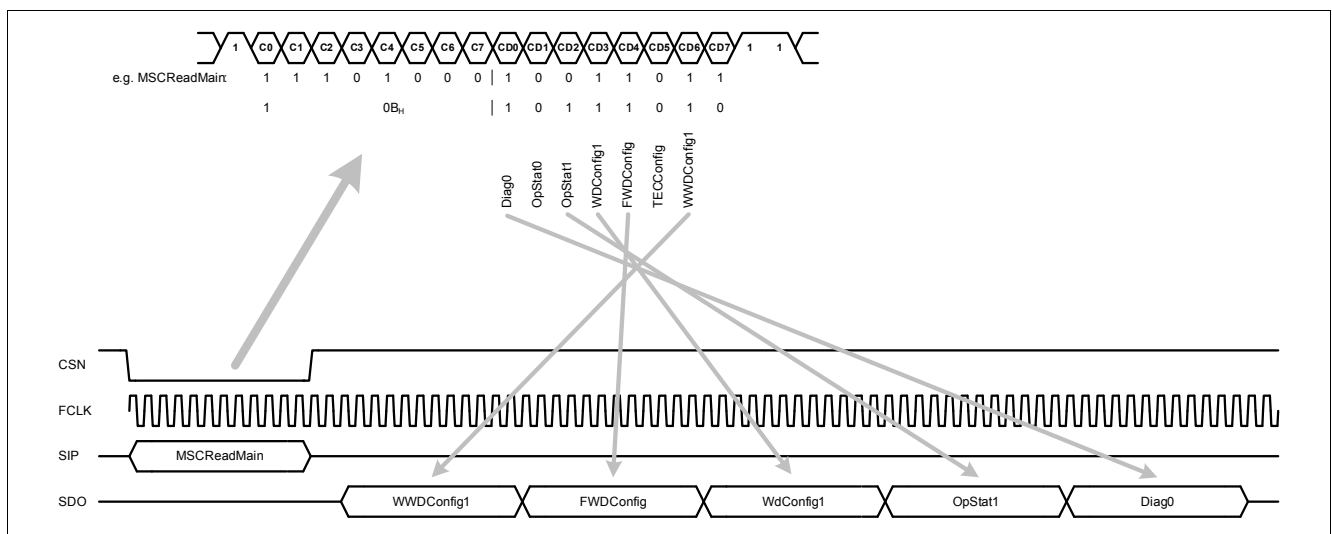 1 C0 C1 C2 C3 C4 C5 C6 C7 CD0 CD1 CD2 CD3 CD4 CD5 CD6 CD7 1 1
e.g. MSCReadMain: 1 1 1 0 1 0 0 0 | 1 0 0 1 1 0 1 1
1 0BH | 1 0 1 1 1 0 1 0
Diag0
OpStat0
OpStat1
WDConfig1
FWDConfig
TECConfig
WWDConfig1
CSN
FCLK
SIP MSCReadMain
SDO WWDConfig1 FWDConfig WdConfig1 OpStat1 Diag0